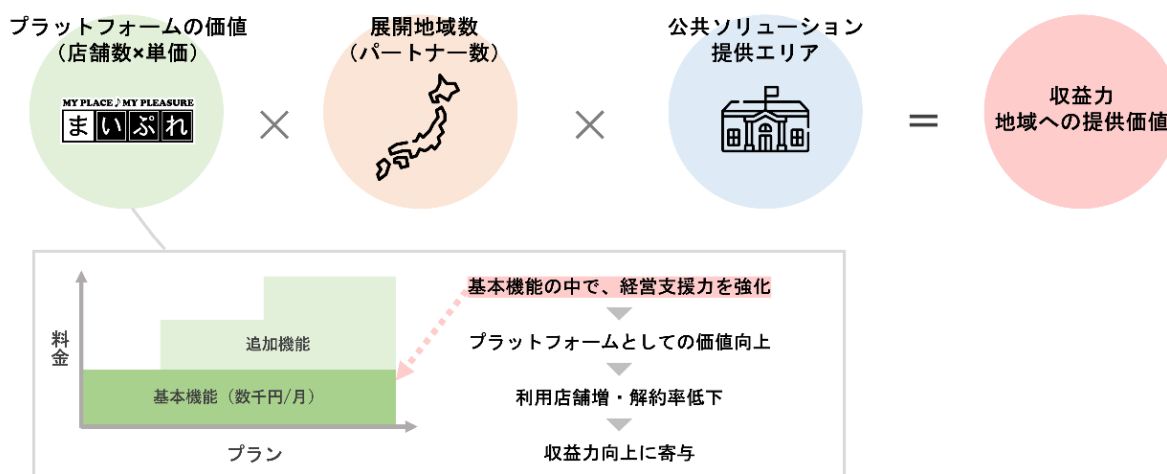 プラットフォームの価値
(店舗数×単価)
MY PLACE♪MY PLEASURE
まいぷれ
×
展開地域数
(パートナー数)
×
公共ソリューション
提供エリア
=
収益力
地域への提供価値
料金
追加機能
基本機能(数千円/月)
プラン
基本機能の中で、経営支援力を強化
プラットフォームとしての価値向上
利用店舗増・解約率低下
収益力向上に寄与